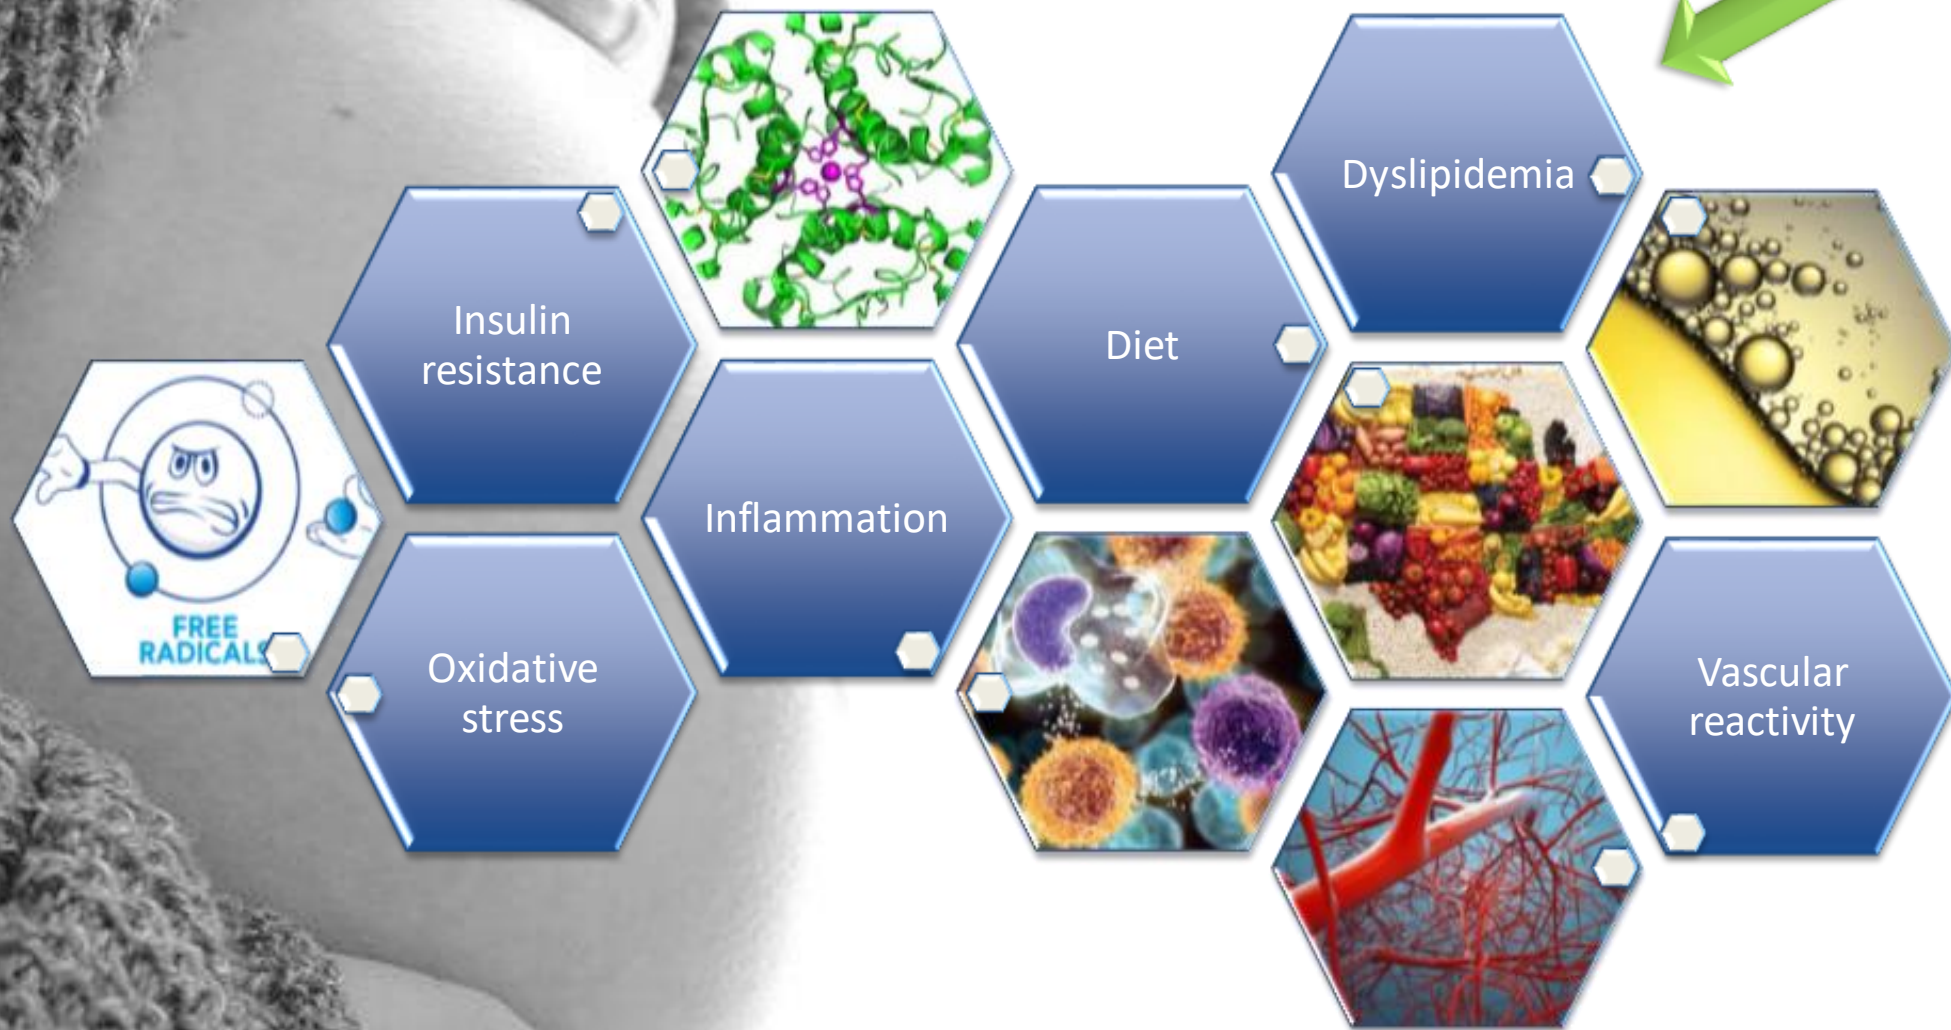 Dyslipidemia
Insulin
resistance
Diet
Inflammation
FREE
RADICALS
Oxidative
stress
Vascular
reactivity